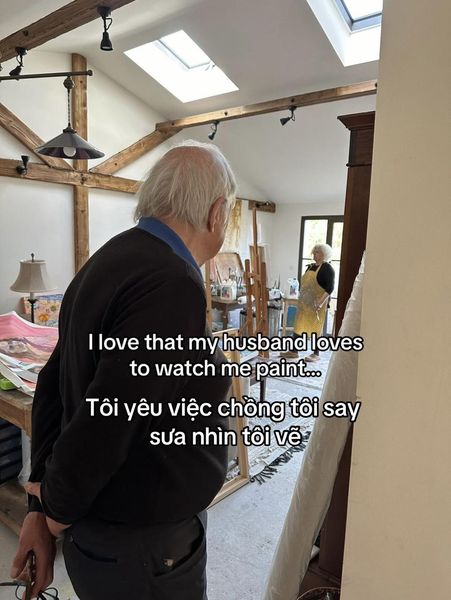 I love that my husband loves
to watch me paint...
Tôi yêu việc chồng tôi say
sưa nhìn tôi vẽ